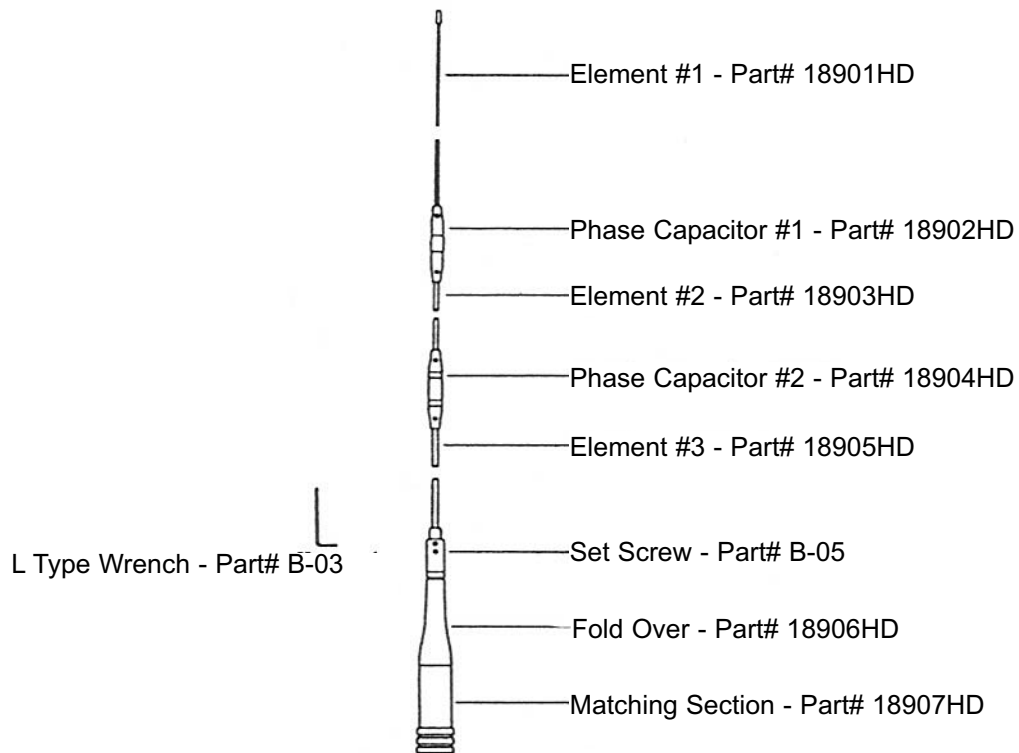 Element #1 - Part# 18901HD
Phase Capacitor #1 - Part# 18902HD
Element #2 - Part# 18903HD
Phase Capacitor #2 - Part# 18904HD
Element #3 - Part# 18905HD
L Type Wrench - Part# B-03
Set Screw - Part# B-05
Fold Over - Part# 18906HD
Matching Section - Part# 18907HD